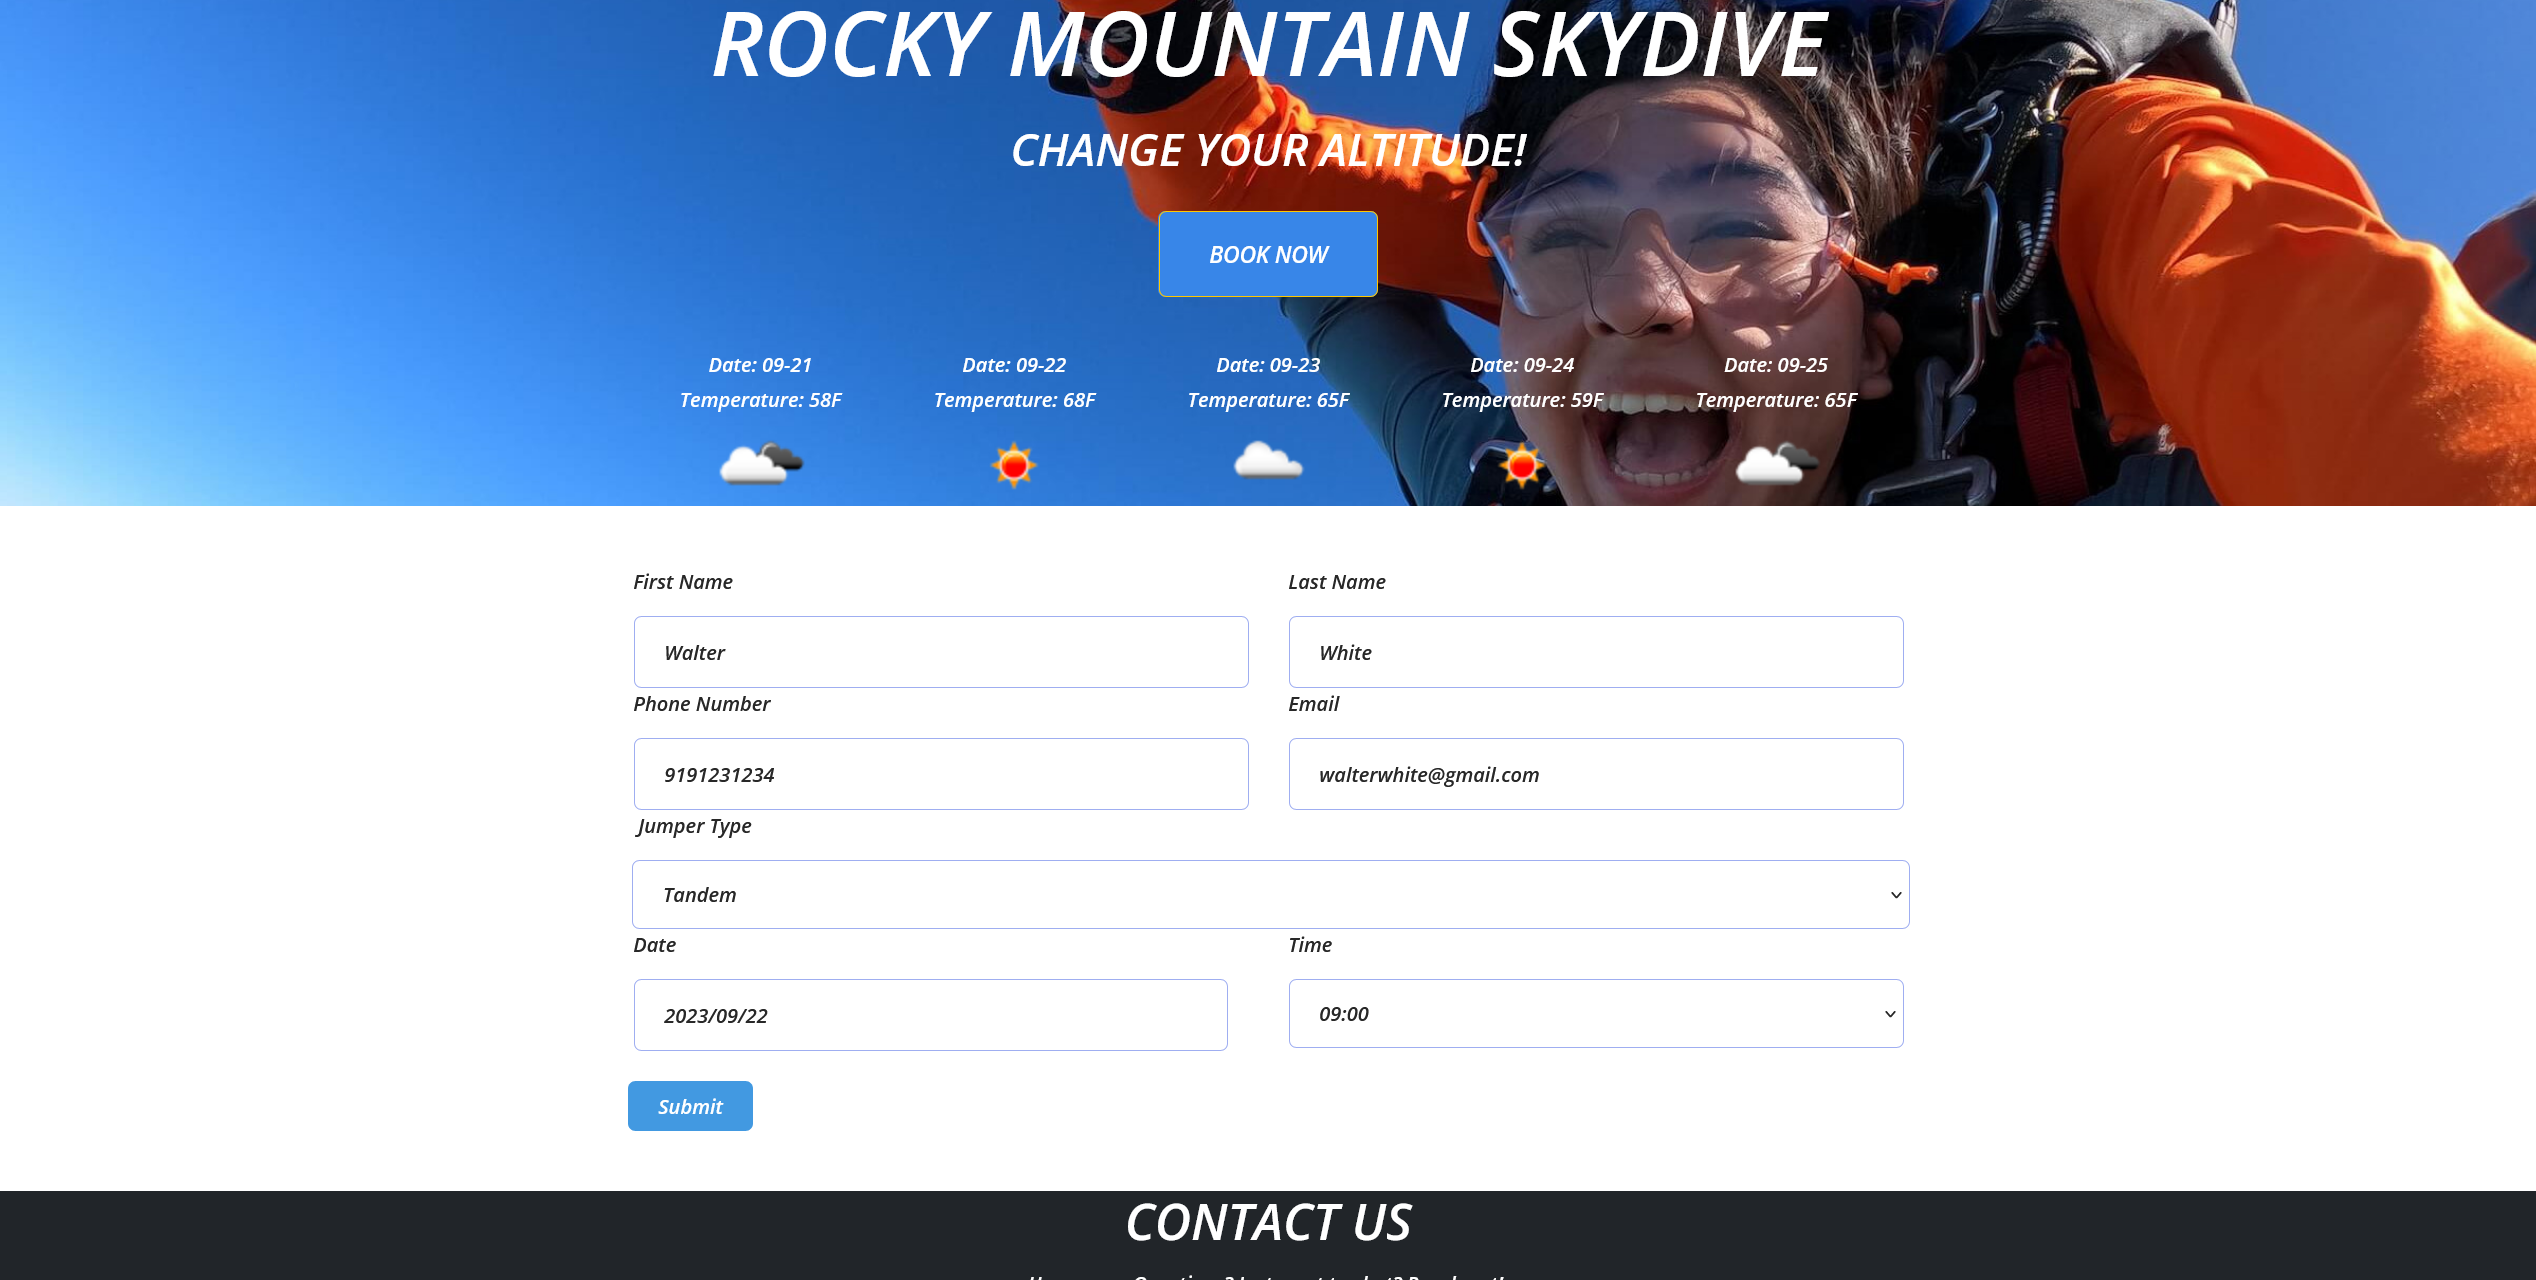 ROCKY MOUNTAIN SKYDIVE
CHANGE YOUR ALTITUDE!
BOOK NOW
Date: 09-21 Date: 09-22 Date: 09-23 Date: 09-24 Date: 09-25
Temperature: 58F Temperature: 68F Temperature: 65F Temperature: 59F Temperature: 65F
First Name Last Name
Walter White
Phone Number Email
9191231234 walterwhite@gmail.com
Jumper Type
Tandem
Date Time
2023/09/22 09:00
Submit
CONTACT US